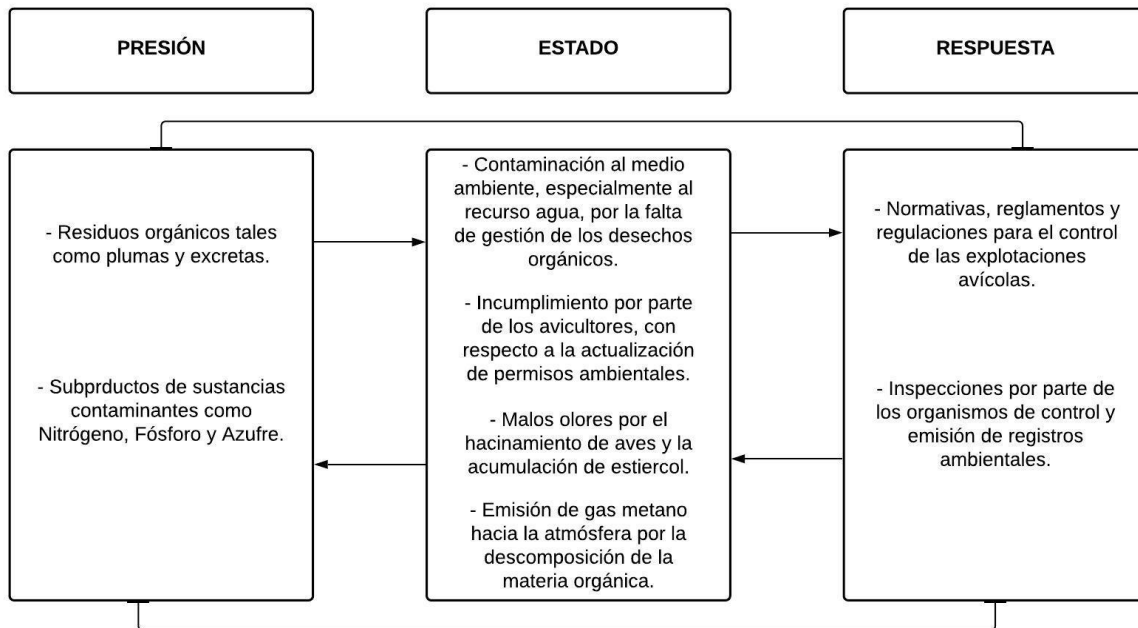 PRESIÓN
ESTADO
RESPUESTA
- Residuos orgánicos tales
como plumas y excretas.
- Subprductos de sustancias
contaminantes como
Nitrógeno, Fósforo y Azufre.
- Contaminación al medio
ambiente, especialmente al
recurso agua, por la falta
de gestión de los desechos
orgánicos.
- Incumplimiento por parte
de los avicultores, con
respecto a la actualización
de permisos ambientales.
- Malos olores por el
hacinamiento de aves y la
acumulación de estiercol.
- Emisión de gas metano
hacia la atmósfera por la
descomposición de la
materia orgánica.
- Normativas, reglamentos y
regulaciones para el control
de las explotaciones
avícolas.
- Inspecciones por parte de
los organismos de control y
emisión de registros
ambientales.